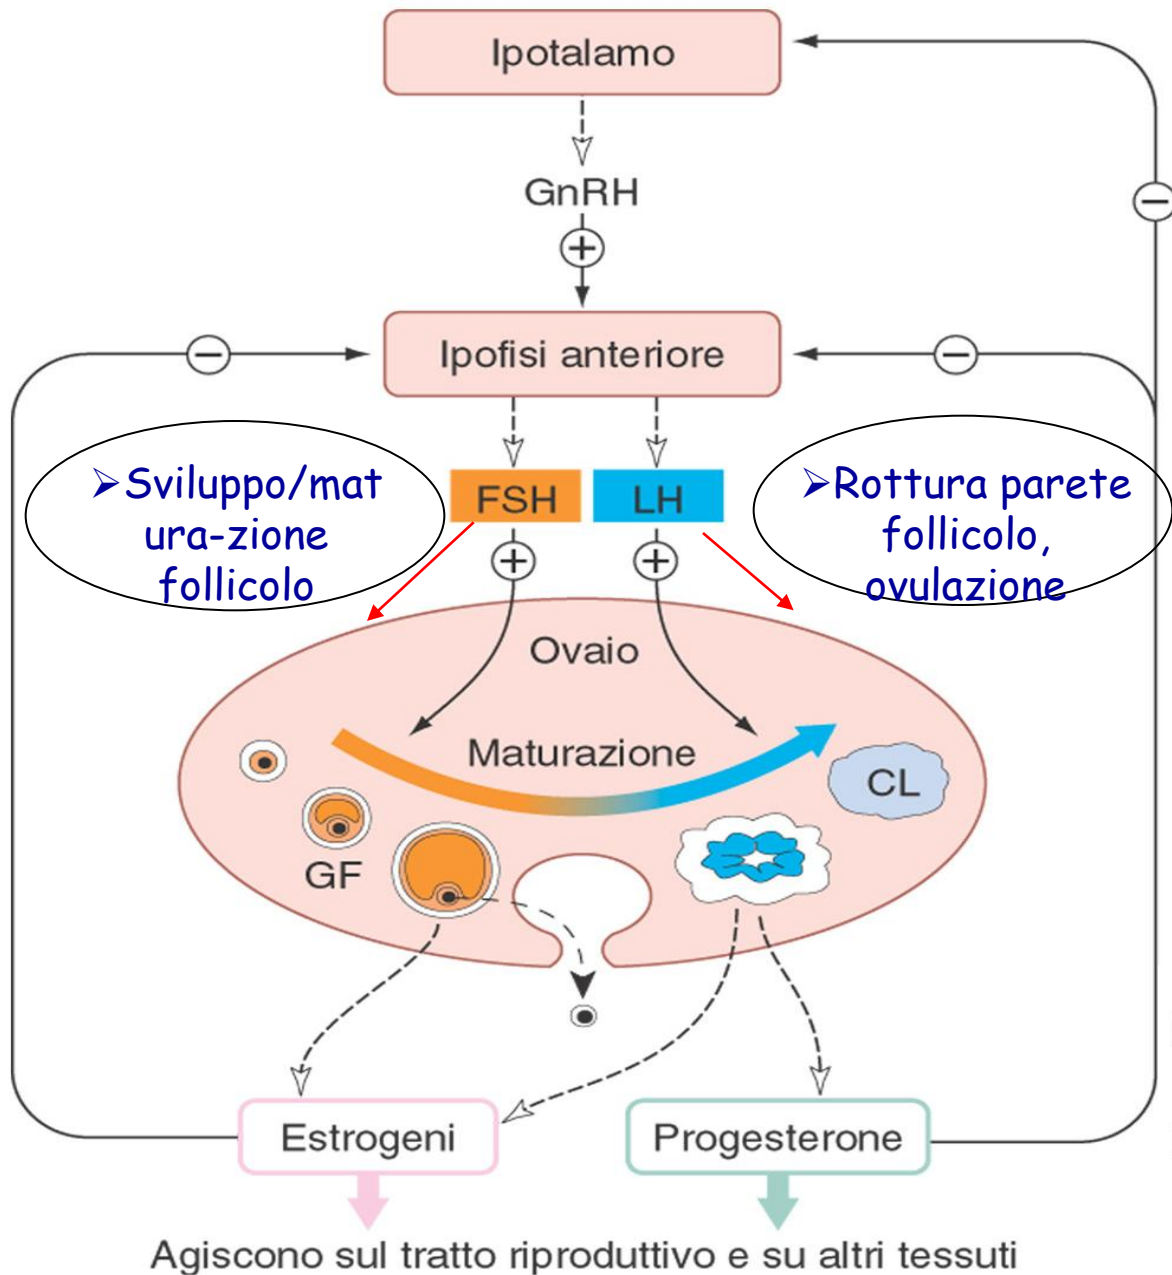 Ipotalamo
GnRH
+
−
Ipofisi anteriore
−
−
➢Sviluppo/mat
ura-zione
follicolo
FSH
LH
➢Rottura parete
follicolo,
ovulazione
+
+
Ovaio
Maturazione
CL
GF
Estrogeni
Progesterone
Agiscono sul tratto riproduttivo e su altri tessuti